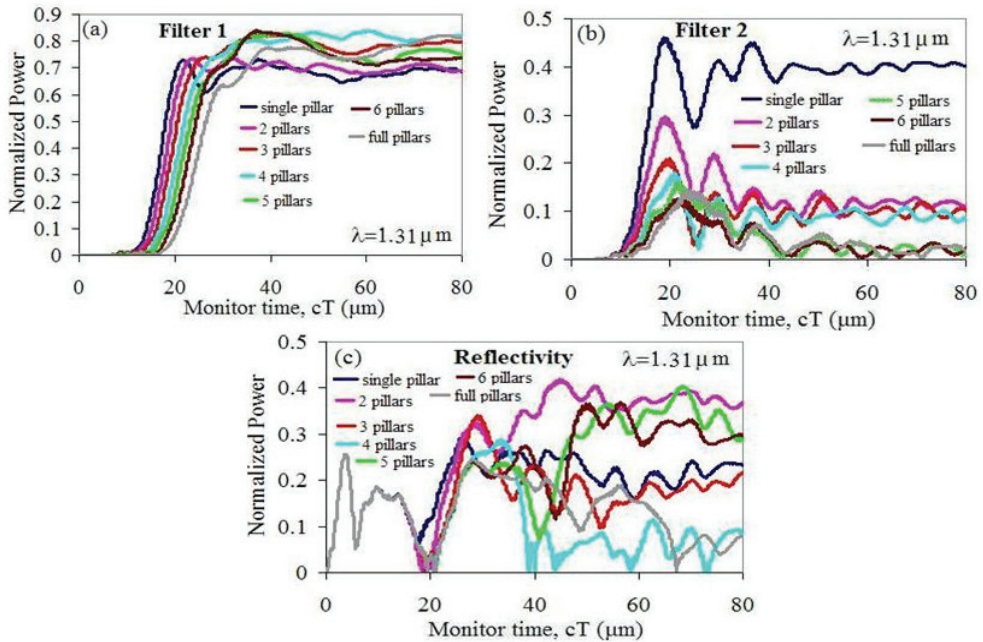 (a) Filter 1
0.9
0.8
0.7
0.6
0.5
0.4
0.3
0.2
0.1
0
Normalized Power
single pillar
2 pillars
3 pillars
4 pillars
5 pillars
6 pillars
full pillars
λ=1.31μm
0 20 40 60 80
Monitor time, cT (μm)
(b) Filter 2 λ=1.31μm
0.5
0.4
0.3
0.2
0.1
0
Normalized Power
single pillar
2 pillars
3 pillars
4 pillars
5 pillars
6 pillars
full pillars
0 20 40 60 80
Monitor time, cT (μm)
(c) Reflectivity λ=1.31μm
0.5
0.4
0.3
0.2
0.1
0
Normalized Power
single pillar
2 pillars
3 pillars
4 pillars
5 pillars
6 pillars
full pillars
0 20 40 60 80
Monitor time, cT (μm)